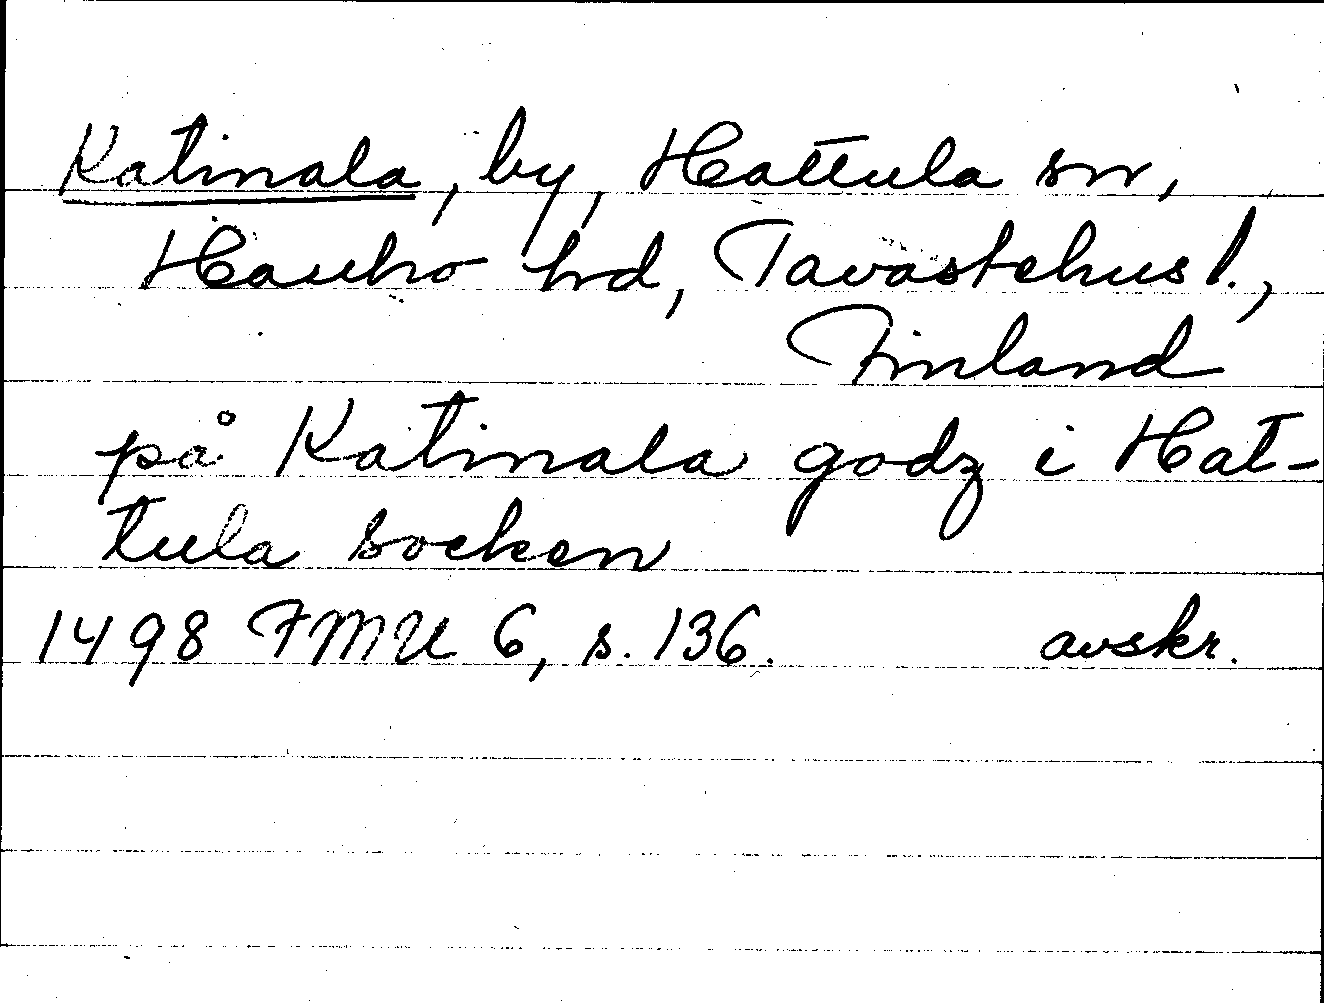 Katinala, by, Hattula sn,
Hauho hd, Tavastehus l.,
Finland
på Katinala godz i Hat-
tula socken
1498 FMU 6, s. 136. avskr.